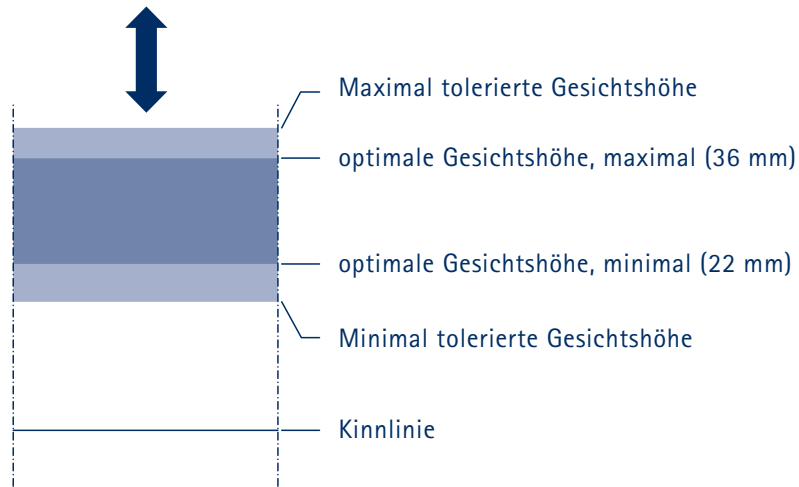 Maximal tolerierte Gesichtshöhe
optimale Gesichtshöhe, maximal (36 mm)
optimale Gesichtshöhe, minimal (22 mm)
Minimal tolerierte Gesichtshöhe
Kinnlinie